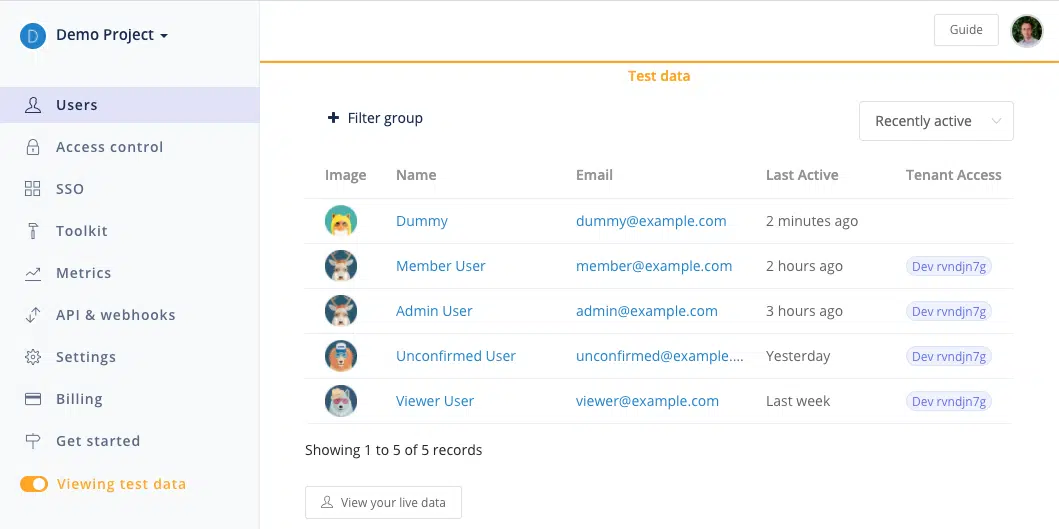 D Demo Project
Guide
Users
Access control
SSO
Toolkit
Metrics
API & webhooks
Settings
Billing
Get started
Viewing test data
Test data
+ Filter group
Recently active
Image Name Email Last Active Tenant Access
Dummy dummy@example.com 2 minutes ago
Member User member@example.com 2 hours ago Dev rvndjn7g
Admin User admin@example.com 3 hours ago Dev rvndjn7g
Unconfirmed User unconfirmed@example.... Yesterday Dev rvndjn7g
Viewer User viewer@example.com Last week Dev rvndjn7g
Showing 1 to 5 of 5 records
View your live data